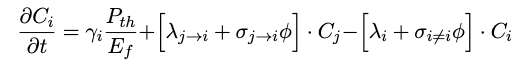 ∂C_i/∂t = γ_i P_th/E_f + [λ_{j→i} + σ_{j→i}ϕ] · C_j − [λ_i + σ_{i≠i}ϕ] · C_i